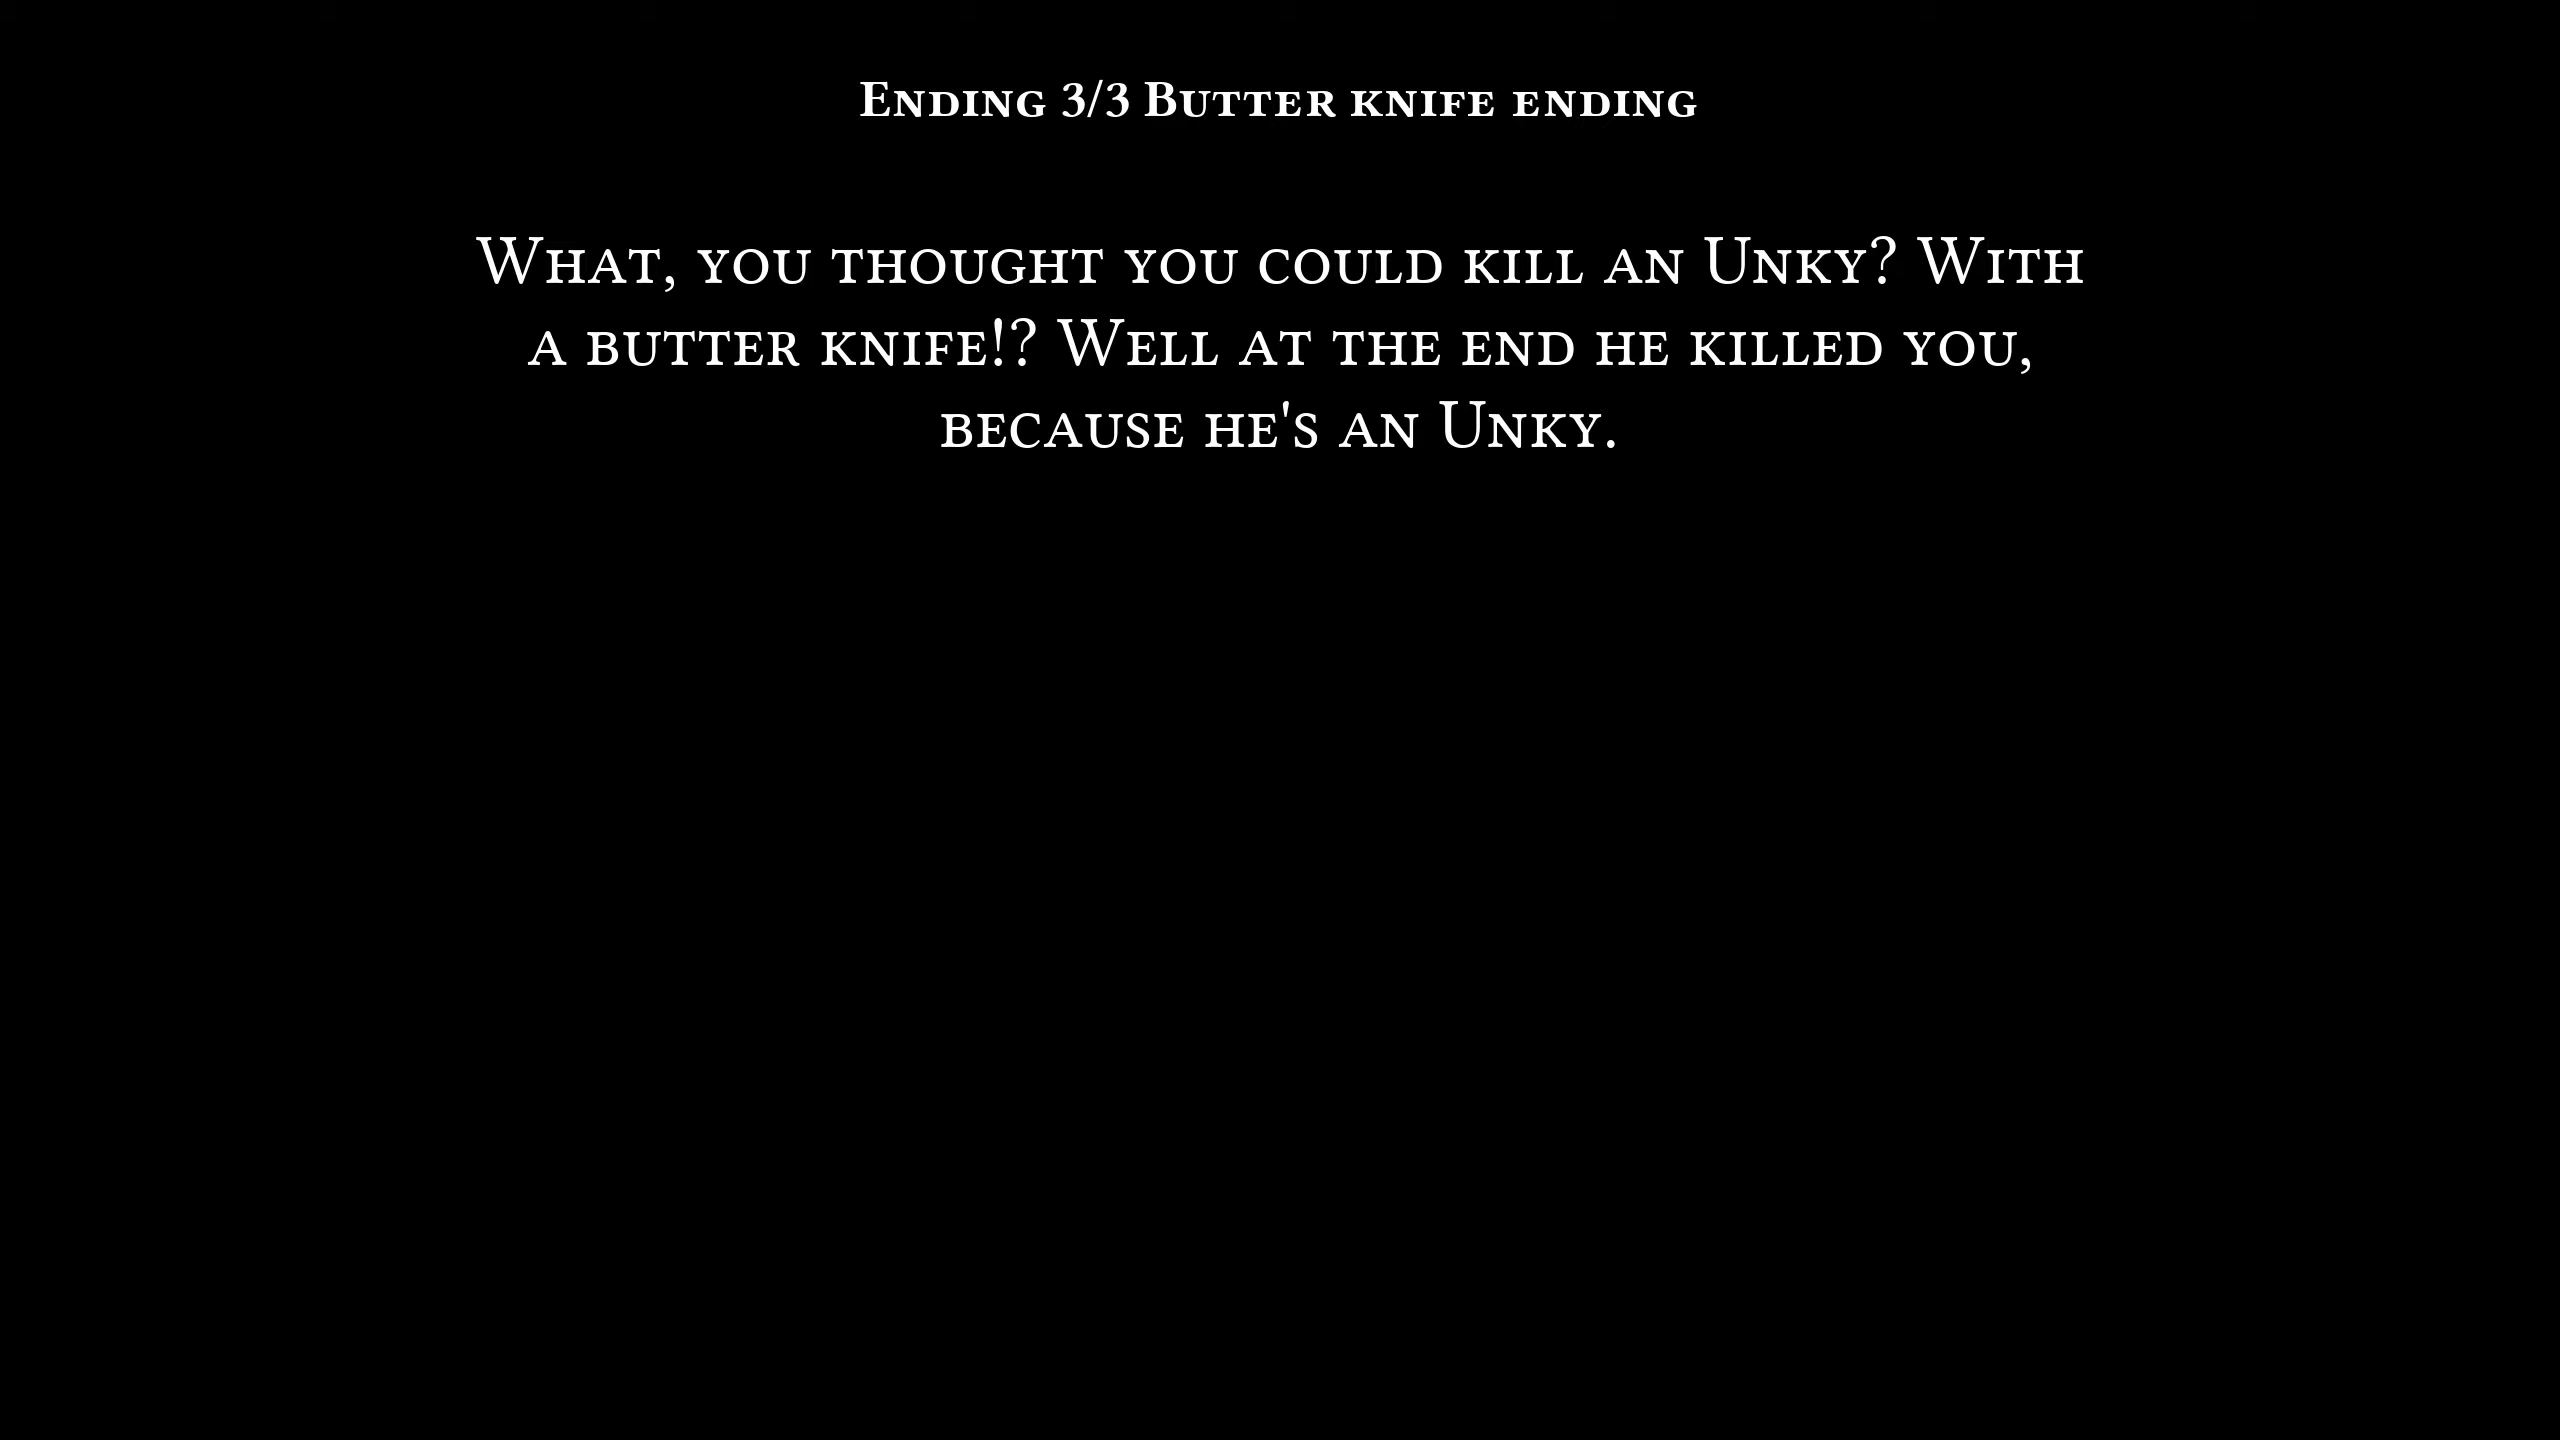 Ending 3/3 Butter knife ending
What, you thought you could kill an Unky? With
a butter knife!? Well at the end he killed you,
because he's an Unky.